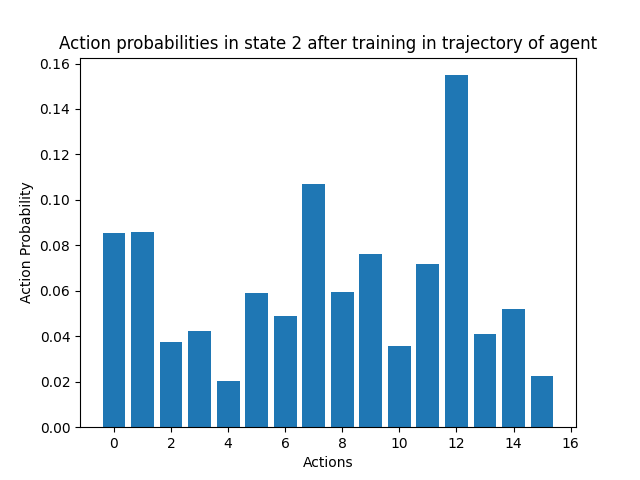 Action probabilities in state 2 after training in trajectory of agent
0.16
0.14
0.12
0.10
0.08
0.06
0.04
0.02
0.00
Action Probability
0 2 4 6 8 10 12 14 16
Actions